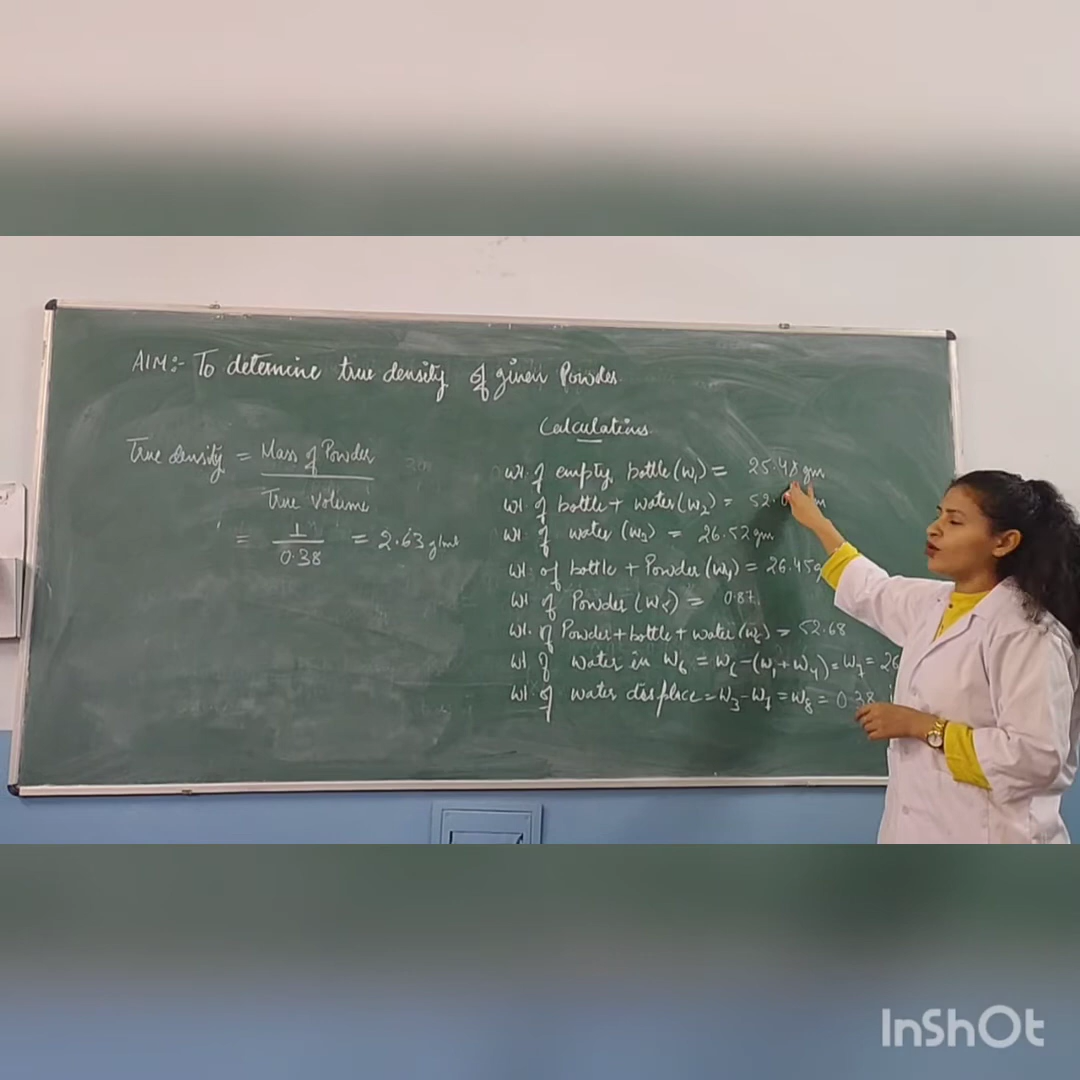 AIM:- To determine true density of given Powder.
True density = Mass of Powder
True Volume
= 1
0.38
= 2.63 g/ml
Calculations
Wt. of empty bottle (W1) = 25.48 gm
Wt. of bottle + water (W2) = 52.
Wt. of water (W3) = 26.52 gm
Wt. of bottle + Powder (W4) = 26.45
Wt. of Powder (W5) = 0.87
Wt. of Powder + bottle + water (W6) = 52.68
Wt of water in W6 = W6 - (W1 + W4) = W7 = 26
Wt. of water displace = W3 - W7 = W8 = 0.38
InShOt